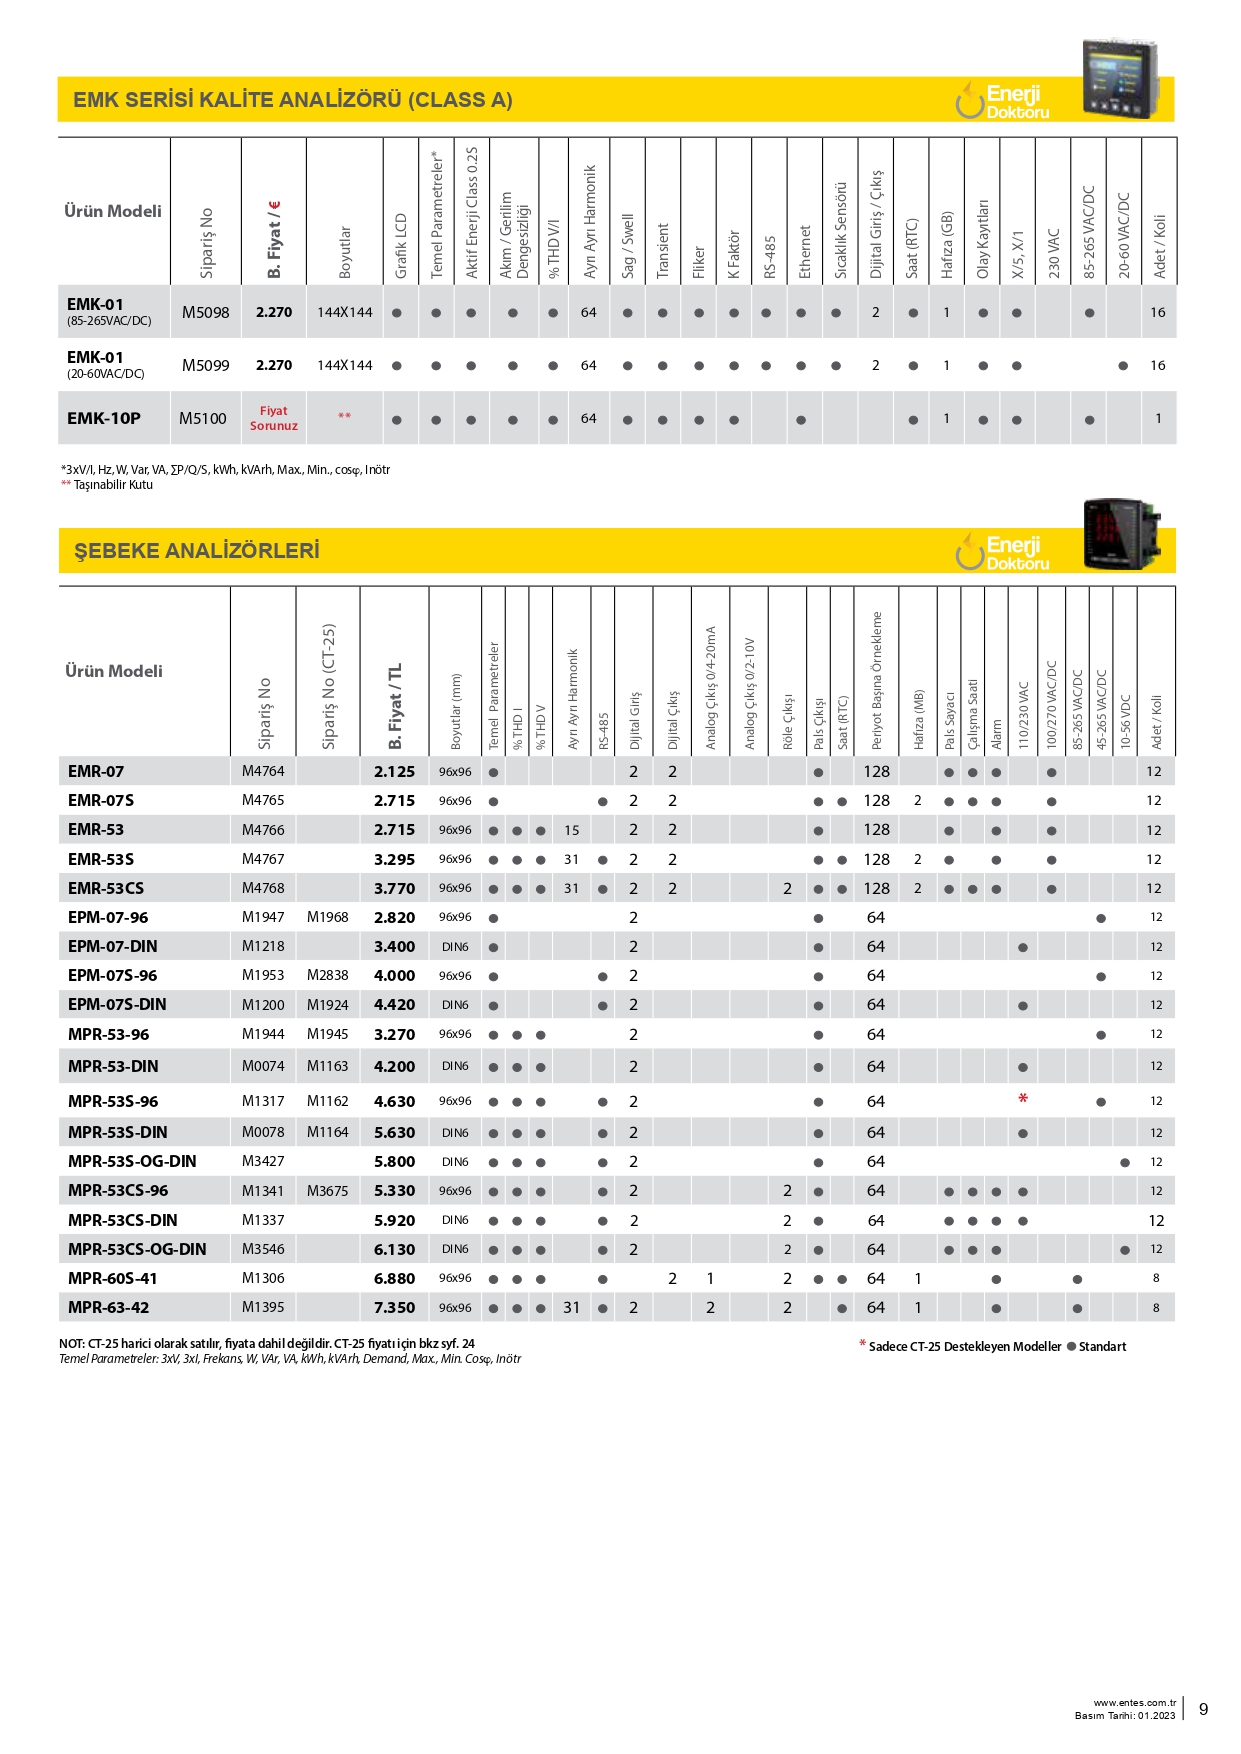 EMK SERİSİ KALİTE ANALİZÖRÜ (CLASS A)
Enerji
Doktoru
Ürün Modeli
Sipariş No
B. Fiyat / €
Boyutlar
Grafik LCD
Temel Parametreler*
Aktif Enerji Class 0.2S
Akım / Gerilim
Dengesizliği
% THD V/I
Ayrı Ayrı Harmonik
Sag / Swell
Transient
Fliker
K Faktör
RS-485
Ethernet
Sıcaklık Sensörü
Dijital Giriş / Çıkış
Saat (RTC)
Hafıza (GB)
Olay Kayıtları
X/5, X/1
230 VAC
85-265 VAC/DC
20-60 VAC/DC
Adet / Koli
EMK-01 (85-265VAC/DC) M5098 2.270 144X144 ● ● ● ● ● 64 ● ● ● ● ● ● ● 2 ● 1 ● ● ● 16
EMK-01 (20-60VAC/DC) M5099 2.270 144X144 ● ● ● ● ● 64 ● ● ● ● ● ● ● 2 ● 1 ● ● ● 16
EMK-10P M5100 Fiyat Sorunuz ** ● ● ● ● ● 64 ● ● ● ● ● ● 1 ● ● ● 1
*3xV/I, Hz, W, Var, VA, ∑P/Q/S, kWh, kVArh, Max., Min., cosφ, Inötr
** Taşınabilir Kutu
ŞEBEKE ANALİZÖRLERİ
Enerji
Doktoru
Ürün Modeli
Sipariş No
Sipariş No (CT-25)
B. Fiyat / TL
Boyutlar (mm)
Temel Parametreler
% THD I
% THD V
Ayrı Ayrı Harmonik
RS-485
Dijital Giriş
Dijital Çıkış
Analog Çıkış 0/4-20mA
Analog Çıkış 0/2-10V
Röle Çıkışı
Pals Çıkışı
Saat (RTC)
Periyot Başına Örnekleme
Hafıza (MB)
Pals Sayacı
Çalışma Saati
Alarm
110/230 VAC
100/270 VAC/DC
85-265 VAC/DC
45-265 VAC/DC
10-56 VDC
Adet / Koli
EMR-07 M4764 2.125 96x96 ● 2 2 ● 128 ● ● ● ● 12
EMR-07S M4765 2.715 96x96 ● ● 2 2 ● ● 128 2 ● ● ● ● 12
EMR-53 M4766 2.715 96x96 ● ● ● 15 2 2 ● 128 ● ● ● 12
EMR-53S M4767 3.295 96x96 ● ● ● 31 ● 2 2 ● ● 128 2 ● ● ● 12
EMR-53CS M4768 3.770 96x96 ● ● ● 31 ● 2 2 2 ● ● 128 2 ● ● ● ● 12
EPM-07-96 M1947 M1968 2.820 96x96 ● 2 ● 64 ● 12
EPM-07-DIN M1218 3.400 DIN6 ● 2 ● 64 ● 12
EPM-07S-96 M1953 M2838 4.000 96x96 ● ● 2 ● 64 ● 12
EPM-07S-DIN M1200 M1924 4.420 DIN6 ● ● 2 ● 64 ● 12
MPR-53-96 M1944 M1945 3.270 96x96 ● ● ● 2 ● 64 ● 12
MPR-53-DIN M0074 M1163 4.200 DIN6 ● ● ● 2 ● 64 ● 12
MPR-53S-96 M1317 M1162 4.630 96x96 ● ● ● ● 2 ● 64 * ● 12
MPR-53S-DIN M0078 M1164 5.630 DIN6 ● ● ● ● 2 ● 64 ● 12
MPR-53S-OG-DIN M3427 5.800 DIN6 ● ● ● ● 2 ● 64 ● 12
MPR-53CS-96 M1341 M3675 5.330 96x96 ● ● ● ● 2 2 ● 64 ● ● ● ● 12
MPR-53CS-DIN M1337 5.920 DIN6 ● ● ● ● 2 2 ● 64 ● ● ● ● 12
MPR-53CS-OG-DIN M3546 6.130 DIN6 ● ● ● ● 2 2 ● 64 ● ● ● ● 12
MPR-60S-41 M1306 6.880 96x96 ● ● ● ● 2 1 2 ● ● 64 1 ● ● 8
MPR-63-42 M1395 7.350 96x96 ● ● ● 31 ● 2 2 2 ● 64 1 ● ● 8
NOT: CT-25 harici olarak satılır, fiyata dahil değildir. CT-25 fiyatı için bkz syf. 24
Temel Parametreler: 3xV, 3xI, Frekans, W, VAr, VA, kWh, kVArh, Demand, Max., Min. Cosφ, Inötr
* Sadece CT-25 Destekleyen Modeller ● Standart
www.entes.com.tr
Basım Tarihi: 01.2023
9